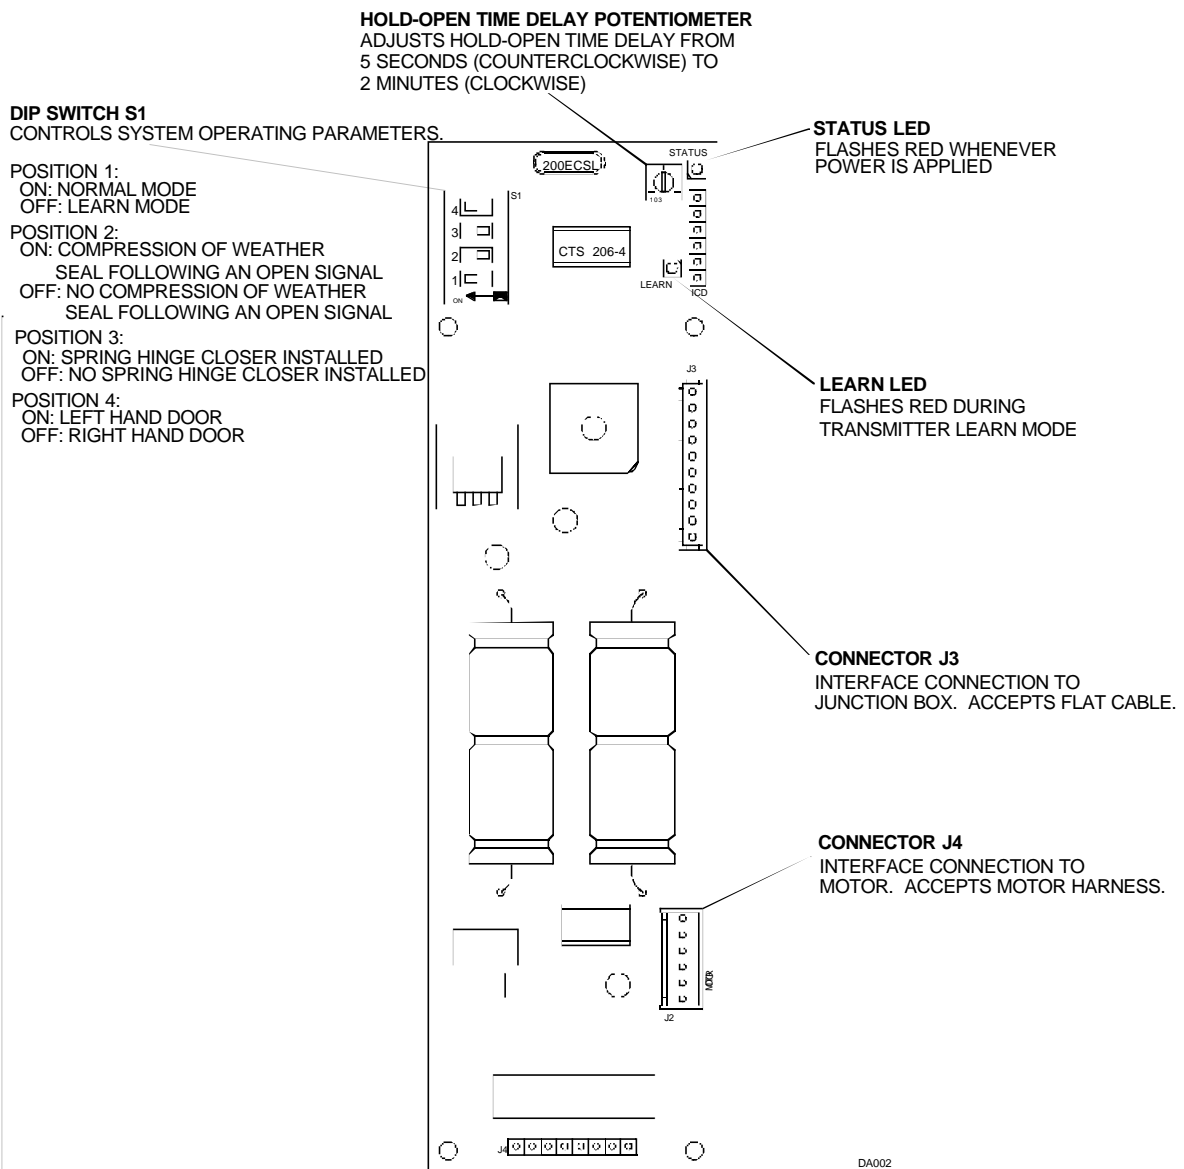 HOLD-OPEN TIME DELAY POTENTIOMETER
ADJUSTS HOLD-OPEN TIME DELAY FROM
5 SECONDS (COUNTERCLOCKWISE) TO
2 MINUTES (CLOCKWISE)
DIP SWITCH S1
CONTROLS SYSTEM OPERATING PARAMETERS.
POSITION 1:
ON: NORMAL MODE
OFF: LEARN MODE
POSITION 2:
ON: COMPRESSION OF WEATHER
SEAL FOLLOWING AN OPEN SIGNAL
OFF: NO COMPRESSION OF WEATHER
SEAL FOLLOWING AN OPEN SIGNAL
POSITION 3:
ON: SPRING HINGE CLOSER INSTALLED
OFF: NO SPRING HINGE CLOSER INSTALLED
POSITION 4:
ON: LEFT HAND DOOR
OFF: RIGHT HAND DOOR
STATUS LED
FLASHES RED WHENEVER
POWER IS APPLIED
STATUS
200ECSL
103
S1
4
3
2
1
ON
CTS 206-4
LEARN
ICD
J3
LEARN LED
FLASHES RED DURING
TRANSMITTER LEARN MODE
CONNECTOR J3
INTERFACE CONNECTION TO
JUNCTION BOX. ACCEPTS FLAT CABLE.
CONNECTOR J4
INTERFACE CONNECTION TO
MOTOR. ACCEPTS MOTOR HARNESS.
MOTOR
J2
J4
DA002